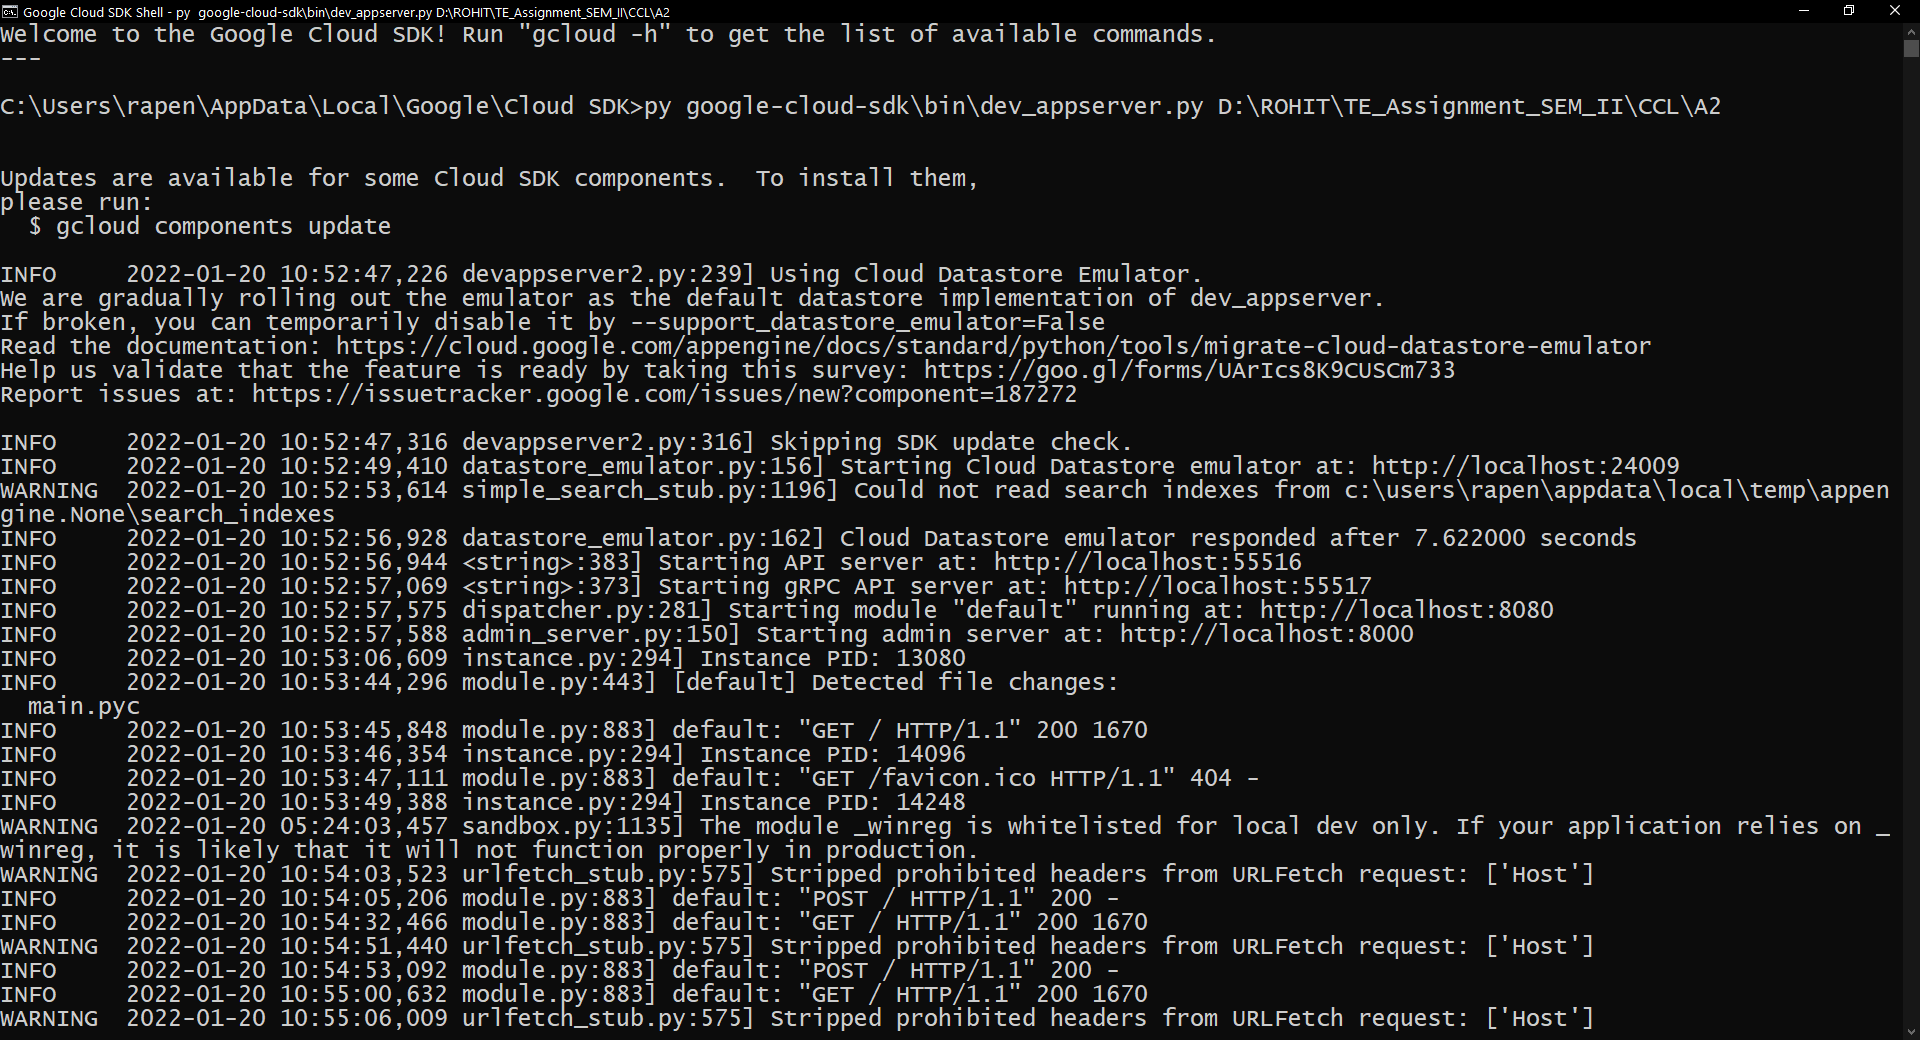 Google Cloud SDK Shell - py  google-cloud-sdk\bin\dev_appserver.py D:\ROHIT\TE_Assignment_SEM_II\CCL\A2
Welcome to the Google Cloud SDK! Run "gcloud -h" to get the list of available commands.
---
C:\Users\rapen\AppData\Local\Google\Cloud SDK>py google-cloud-sdk\bin\dev_appserver.py D:\ROHIT\TE_Assignment_SEM_II\CCL\A2
Updates are available for some Cloud SDK components.  To install them,
please run:
  $ gcloud components update
INFO     2022-01-20 10:52:47,226 devappserver2.py:239] Using Cloud Datastore Emulator.
We are gradually rolling out the emulator as the default datastore implementation of dev_appserver.
If broken, you can temporarily disable it by --support_datastore_emulator=False
Read the documentation: https://cloud.google.com/appengine/docs/standard/python/tools/migrate-cloud-datastore-emulator
Help us validate that the feature is ready by taking this survey: https://goo.gl/forms/UArIcs8K9CUSCm733
Report issues at: https://issuetracker.google.com/issues/new?component=187272
INFO     2022-01-20 10:52:47,316 devappserver2.py:316] Skipping SDK update check.
INFO     2022-01-20 10:52:49,410 datastore_emulator.py:156] Starting Cloud Datastore emulator at: http://localhost:24009
WARNING  2022-01-20 10:52:53,614 simple_search_stub.py:1196] Could not read search indexes from c:\users\rapen\appdata\local\temp\appen
gine.None\search_indexes
INFO     2022-01-20 10:52:56,928 datastore_emulator.py:162] Cloud Datastore emulator responded after 7.622000 seconds
INFO     2022-01-20 10:52:56,944 <string>:383] Starting API server at: http://localhost:55516
INFO     2022-01-20 10:52:57,069 <string>:373] Starting gRPC API server at: http://localhost:55517
INFO     2022-01-20 10:52:57,575 dispatcher.py:281] Starting module "default" running at: http://localhost:8080
INFO     2022-01-20 10:52:57,588 admin_server.py:150] Starting admin server at: http://localhost:8000
INFO     2022-01-20 10:53:06,609 instance.py:294] Instance PID: 13080
INFO     2022-01-20 10:53:44,296 module.py:443] [default] Detected file changes:
  main.pyc
INFO     2022-01-20 10:53:45,848 module.py:883] default: "GET / HTTP/1.1" 200 1670
INFO     2022-01-20 10:53:46,354 instance.py:294] Instance PID: 14096
INFO     2022-01-20 10:53:47,111 module.py:883] default: "GET /favicon.ico HTTP/1.1" 404 -
INFO     2022-01-20 10:53:49,388 instance.py:294] Instance PID: 14248
WARNING  2022-01-20 05:24:03,457 sandbox.py:1135] The module _winreg is whitelisted for local dev only. If your application relies on _
winreg, it is likely that it will not function properly in production.
WARNING  2022-01-20 10:54:03,523 urlfetch_stub.py:575] Stripped prohibited headers from URLFetch request: ['Host']
INFO     2022-01-20 10:54:05,206 module.py:883] default: "POST / HTTP/1.1" 200 -
INFO     2022-01-20 10:54:32,466 module.py:883] default: "GET / HTTP/1.1" 200 1670
WARNING  2022-01-20 10:54:51,440 urlfetch_stub.py:575] Stripped prohibited headers from URLFetch request: ['Host']
INFO     2022-01-20 10:54:53,092 module.py:883] default: "POST / HTTP/1.1" 200 -
INFO     2022-01-20 10:55:00,632 module.py:883] default: "GET / HTTP/1.1" 200 1670
WARNING  2022-01-20 10:55:06,009 urlfetch_stub.py:575] Stripped prohibited headers from URLFetch request: ['Host']